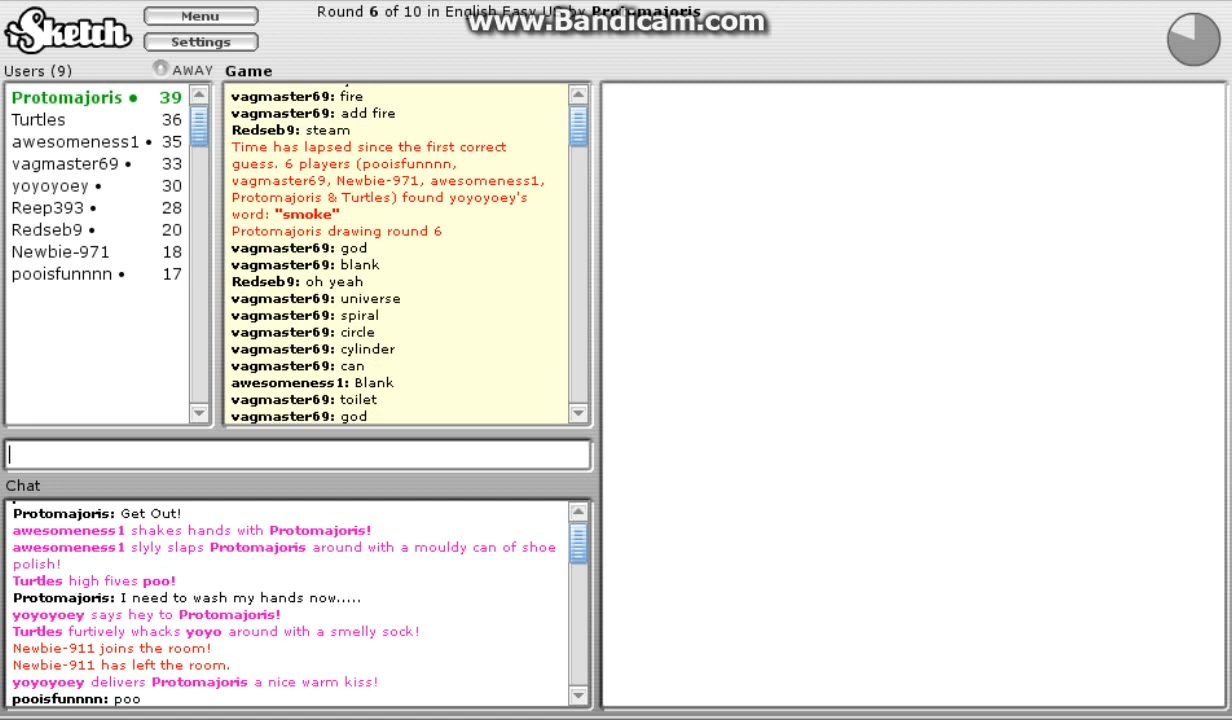 iSketch
Menu
Settings
Round 6 of 10 in English Easy UG by Protomajoris
www.Bandicam.com
Users (9)
AWAY
Game
Protomajoris • 39
Turtles 36
awesomeness1 • 35
vagmaster69 • 33
yoyoyoey • 30
Reep393 • 28
Redseb9 • 20
Newbie-971 18
pooisfunnnn • 17
vagmaster69: fire
vagmaster69: add fire
Redseb9: steam
Time has lapsed since the first correct
guess. 6 players (pooisfunnnn,
vagmaster69, Newbie-971, awesomeness1,
Protomajoris & Turtles) found yoyoyoey's
word: "smoke"
Protomajoris drawing round 6
vagmaster69: god
vagmaster69: blank
Redseb9: oh yeah
vagmaster69: universe
vagmaster69: spiral
vagmaster69: circle
vagmaster69: cylinder
vagmaster69: can
awesomeness1: Blank
vagmaster69: toilet
vagmaster69: god
Chat
Protomajoris: Get Out!
awesomeness1 shakes hands with Protomajoris!
awesomeness1 slyly slaps Protomajoris around with a mouldy can of shoe
polish!
Turtles high fives poo!
Protomajoris: I need to wash my hands now.....
yoyoyoey says hey to Protomajoris!
Turtles furtively whacks yoyo around with a smelly sock!
Newbie-911 joins the room!
Newbie-911 has left the room.
yoyoyoey delivers Protomajoris a nice warm kiss!
pooisfunnnn: poo